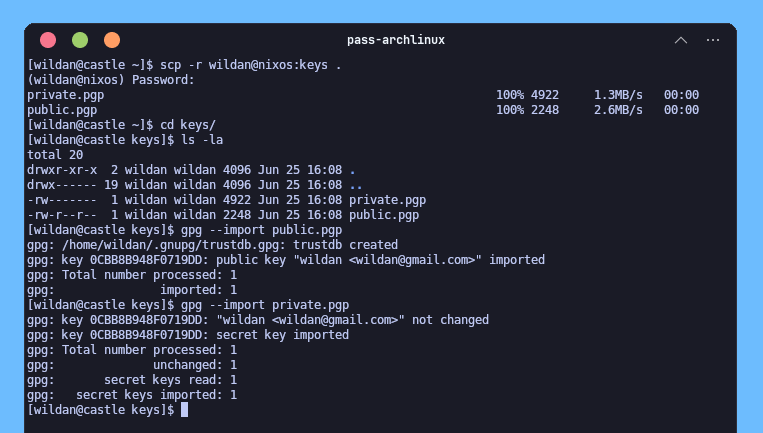 pass-archlinux
[wildan@castle ~]$ scp -r wildan@nixos:keys .
(wildan@nixos) Password:
private.pgp 100% 4922 1.3MB/s 00:00
public.pgp 100% 2248 2.6MB/s 00:00
[wildan@castle ~]$ cd keys/
[wildan@castle keys]$ ls -la
total 20
drwxr-xr-x  2 wildan wildan 4096 Jun 25 16:08 .
drwx------ 19 wildan wildan 4096 Jun 25 16:08 ..
-rw-------  1 wildan wildan 4922 Jun 25 16:08 private.pgp
-rw-r--r--  1 wildan wildan 2248 Jun 25 16:08 public.pgp
[wildan@castle keys]$ gpg --import public.pgp
gpg: /home/wildan/.gnupg/trustdb.gpg: trustdb created
gpg: key 0CBB8B948F0719DD: public key "wildan <wildan@gmail.com>" imported
gpg: Total number processed: 1
gpg:               imported: 1
[wildan@castle keys]$ gpg --import private.pgp
gpg: key 0CBB8B948F0719DD: "wildan <wildan@gmail.com>" not changed
gpg: key 0CBB8B948F0719DD: secret key imported
gpg: Total number processed: 1
gpg:              unchanged: 1
gpg:       secret keys read: 1
gpg:   secret keys imported: 1
[wildan@castle keys]$